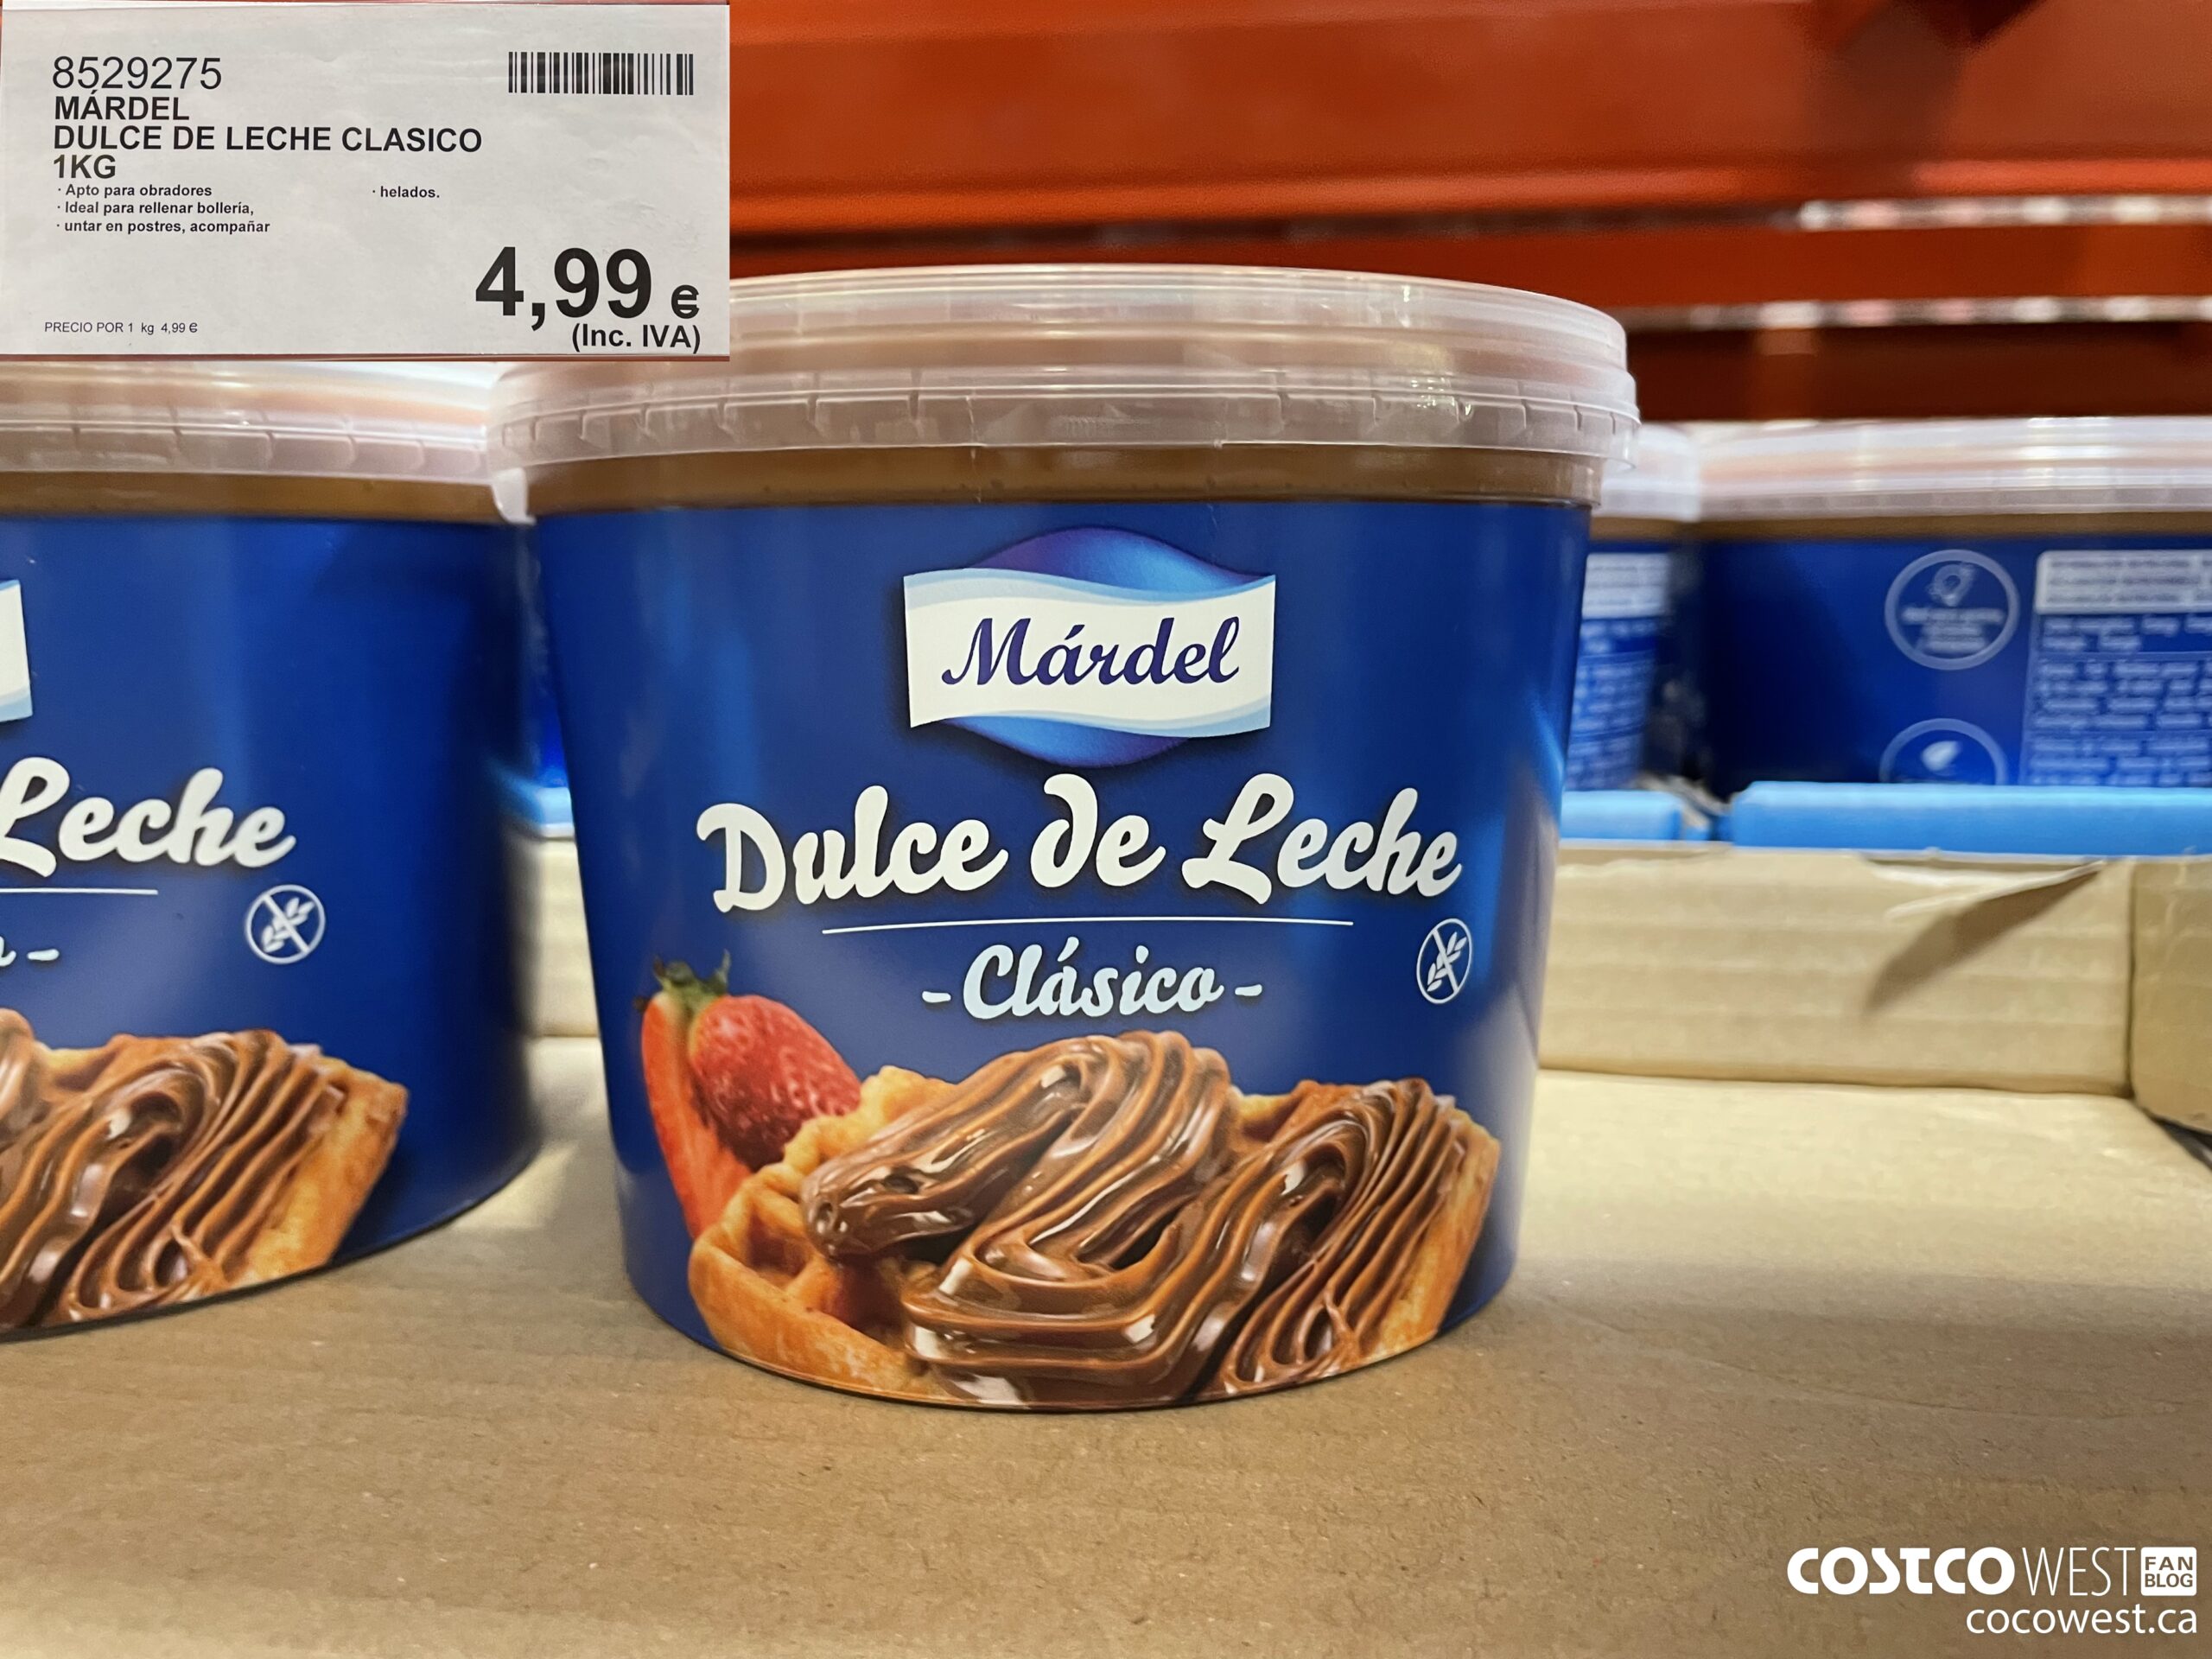 8529275
MÁRDEL
DULCE DE LECHE CLASICO
1KG
· Apto para obradores
· Ideal para rellenar bollería,
· untar en postres, acompañar
· helados.
4,99 €
(Inc. IVA)
PRECIO POR 1 kg 4,99 €
Márdel
Dulce de Leche
- Clásico -
Leche
COSTCO WEST FAN BLOG
cocowest.ca